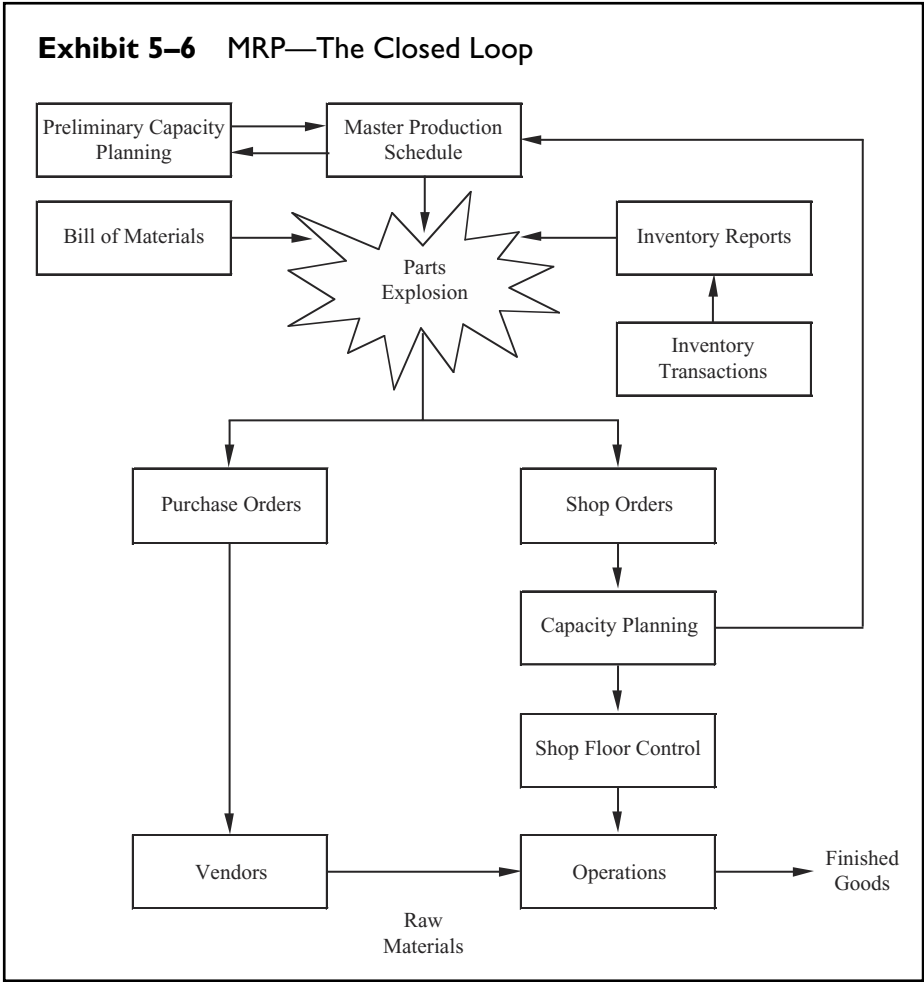 Exhibit 5–6 MRP—The Closed Loop
Preliminary Capacity
Planning
Master Production
Schedule
Bill of Materials
Parts
Explosion
Inventory Reports
Inventory
Transactions
Purchase Orders
Shop Orders
Capacity Planning
Shop Floor Control
Vendors
Operations
Finished
Goods
Raw
Materials